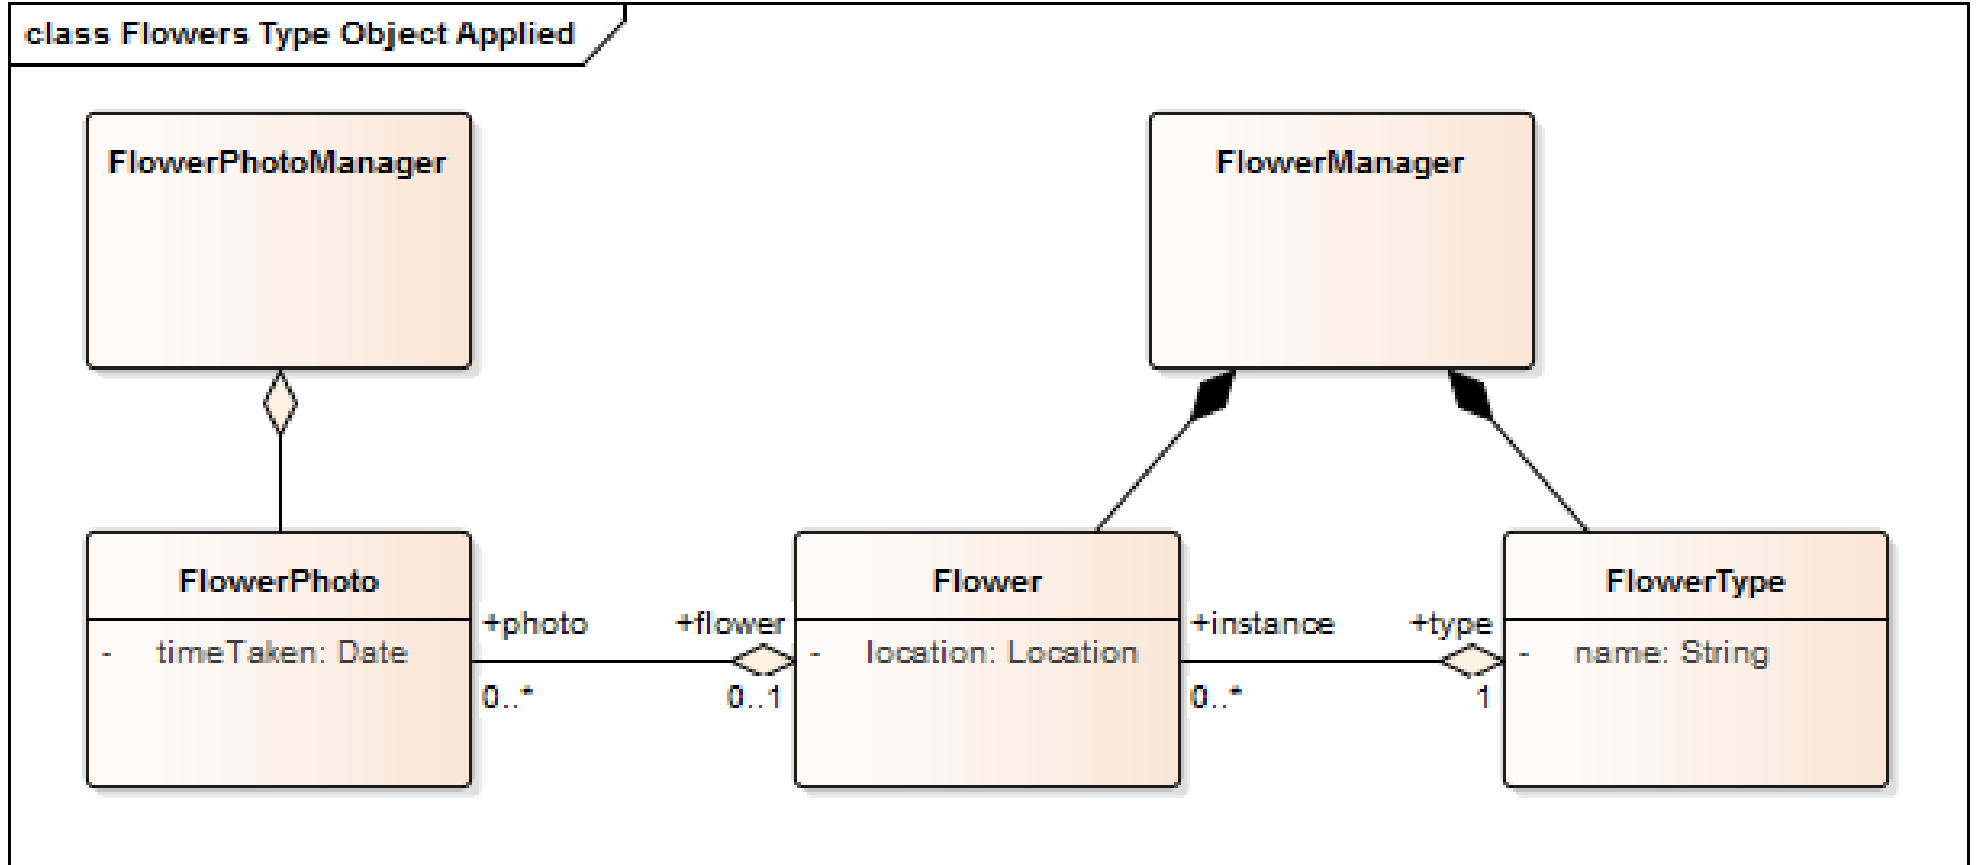 class Flowers Type Object Applied
FlowerPhotoManager
FlowerManager
FlowerPhoto
- timeTaken: Date
+photo
0..*
+flower
0..1
Flower
- location: Location
+instance
0..*
+type
1
FlowerType
- name: String